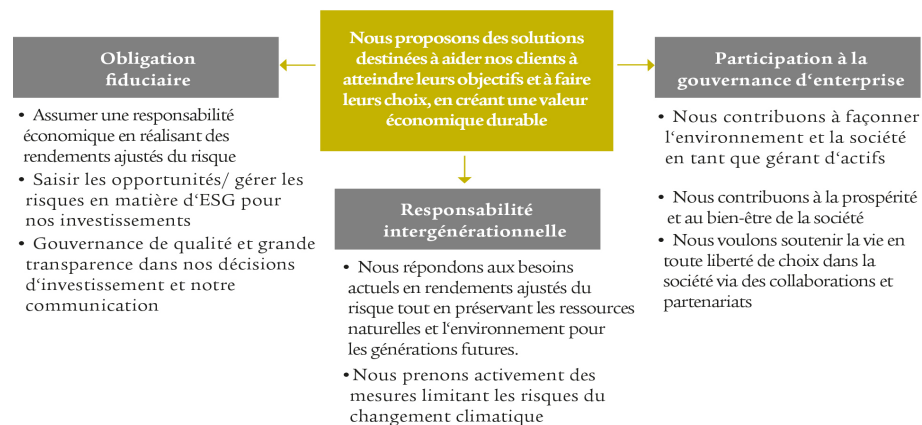 Nous proposons des solutions
destinées à aider nos clients à
atteindre leurs objectifs et à faire
leurs choix, en créant une valeur
économique durable
Obligation
fiduciaire
• Assumer une responsabilité
économique en réalisant des
rendements ajustés du risque
• Saisir les opportunités/ gérer les
risques en matière d‘ESG pour
nos investissements
• Gouvernance de qualité et grande
transparence dans nos décisions
d‘investissement et notre
communication
Responsabilité
intergénérationnelle
• Nous répondons aux besoins
actuels en rendements ajustés du
risque tout en préservant les ressources
naturelles et l‘environnement pour
les générations futures.
• Nous prenons activement des
mesures limitant les risques du
changement climatique
Participation à la
gouvernance d‘enterprise
• Nous contribuons à façonner
l‘environnement et la société
en tant que gérant d‘actifs
• Nous contribuons à la prospérité
et au bien-être de la société
• Nous voulons soutenir la vie en
toute liberté de choix dans la
société via des collaborations et
partenariats